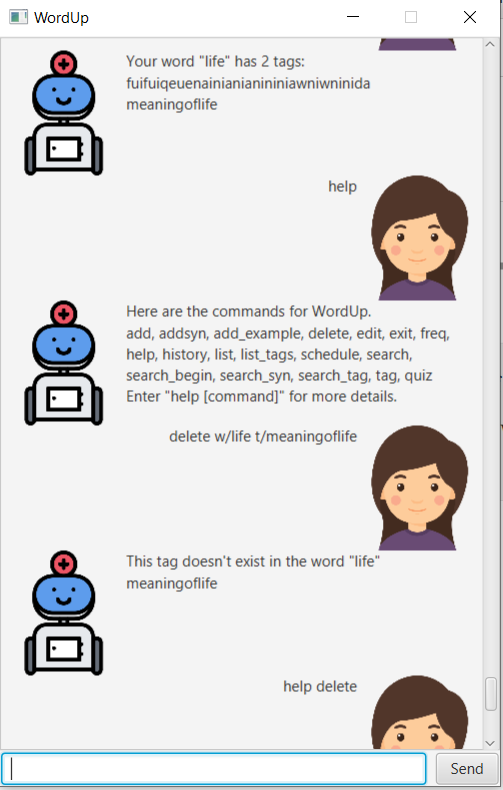 WordUp
Your word "life" has 2 tags:
fuifuiqeuenainianianininiawniwninida
meaningoflife
help
Here are the commands for WordUp.
add, addsyn, add_example, delete, edit, exit, freq,
help, history, list, list_tags, schedule, search,
search_begin, search_syn, search_tag, tag, quiz
Enter "help [command]" for more details.
delete w/life t/meaningoflife
This tag doesn't exist in the word "life"
meaningoflife
help delete
Send